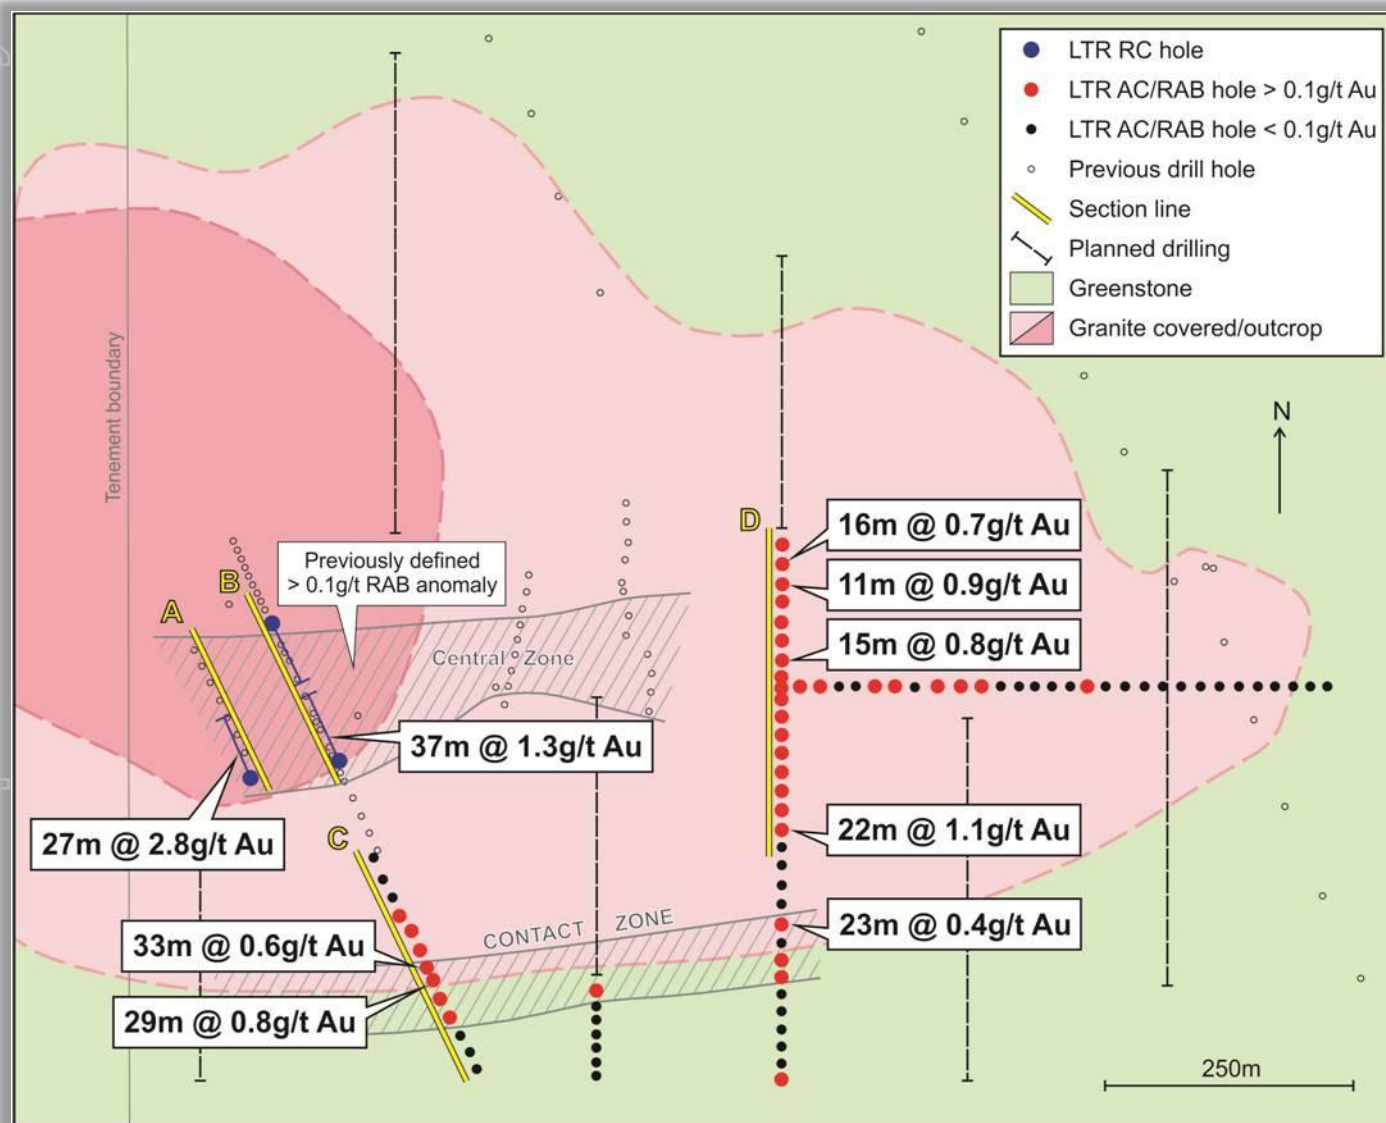 LTR RC hole
LTR AC/RAB hole > 0.1g/t Au
LTR AC/RAB hole < 0.1g/t Au
Previous drill hole
Section line
Planned drilling
Greenstone
Granite covered/outcrop
Tenement boundary
N
D
16m @ 0.7g/t Au
11m @ 0.9g/t Au
15m @ 0.8g/t Au
Previously defined
> 0.1g/t RAB anomaly
B
A
Central Zone
37m @ 1.3g/t Au
27m @ 2.8g/t Au
C
22m @ 1.1g/t Au
CONTACT ZONE
23m @ 0.4g/t Au
33m @ 0.6g/t Au
29m @ 0.8g/t Au
250m